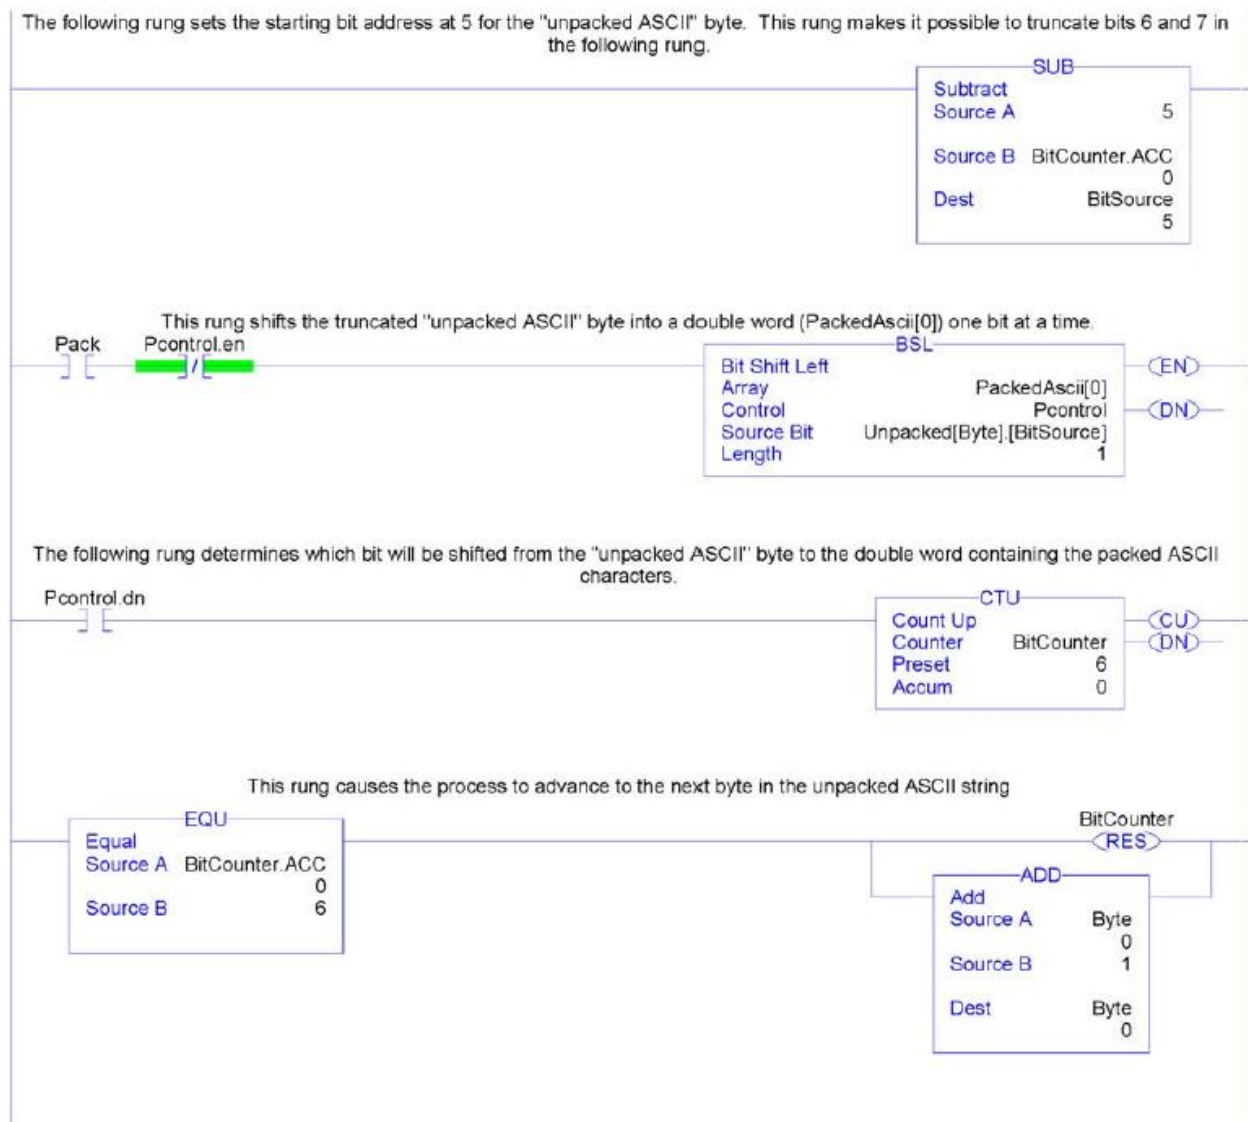 The following rung sets the starting bit address at 5 for the "unpacked ASCII" byte. This rung makes it possible to truncate bits 6 and 7 in
the following rung.
SUB
Subtract
Source A 5
Source B BitCounter.ACC
0
Dest BitSource
5
This rung shifts the truncated "unpacked ASCII" byte into a double word (PackedAscii[0]) one bit at a time.
Pack Pcontrol.en
BSL
Bit Shift Left EN
Array PackedAscii[0]
Control Pcontrol DN
Source Bit Unpacked[Byte].[BitSource]
Length 1
The following rung determines which bit will be shifted from the "unpacked ASCII" byte to the double word containing the packed ASCII
characters.
Pcontrol.dn
CTU
Count Up CU
Counter BitCounter DN
Preset 6
Accum 0
This rung causes the process to advance to the next byte in the unpacked ASCII string
EQU
Equal
Source A BitCounter.ACC
0
Source B 6
BitCounter
RES
ADD
Add
Source A Byte
0
Source B 1
Dest Byte
0